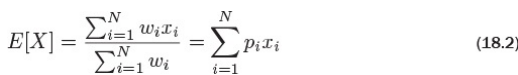 E[X] = \frac{\sum_{i=1}^{N} w_i x_i}{\sum_{i=1}^{N} w_i} = \sum_{i=1}^{N} p_i x_i (18.2)